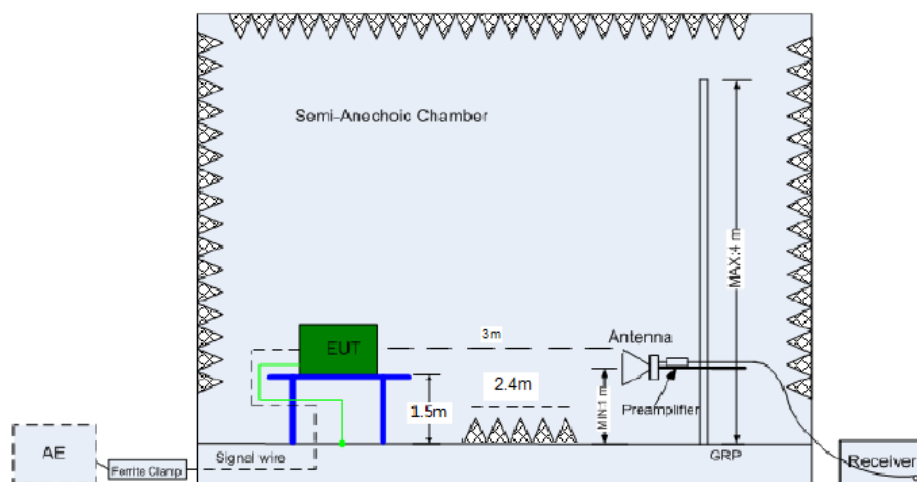 Semi-Anechoic Chamber
MAX:4 m
3m
Antenna
EUT
2.4m
1.5m
MIN:1 m
Preamplifier
AE
Ferrite Clamp
Signal wire
GRP
Receiver